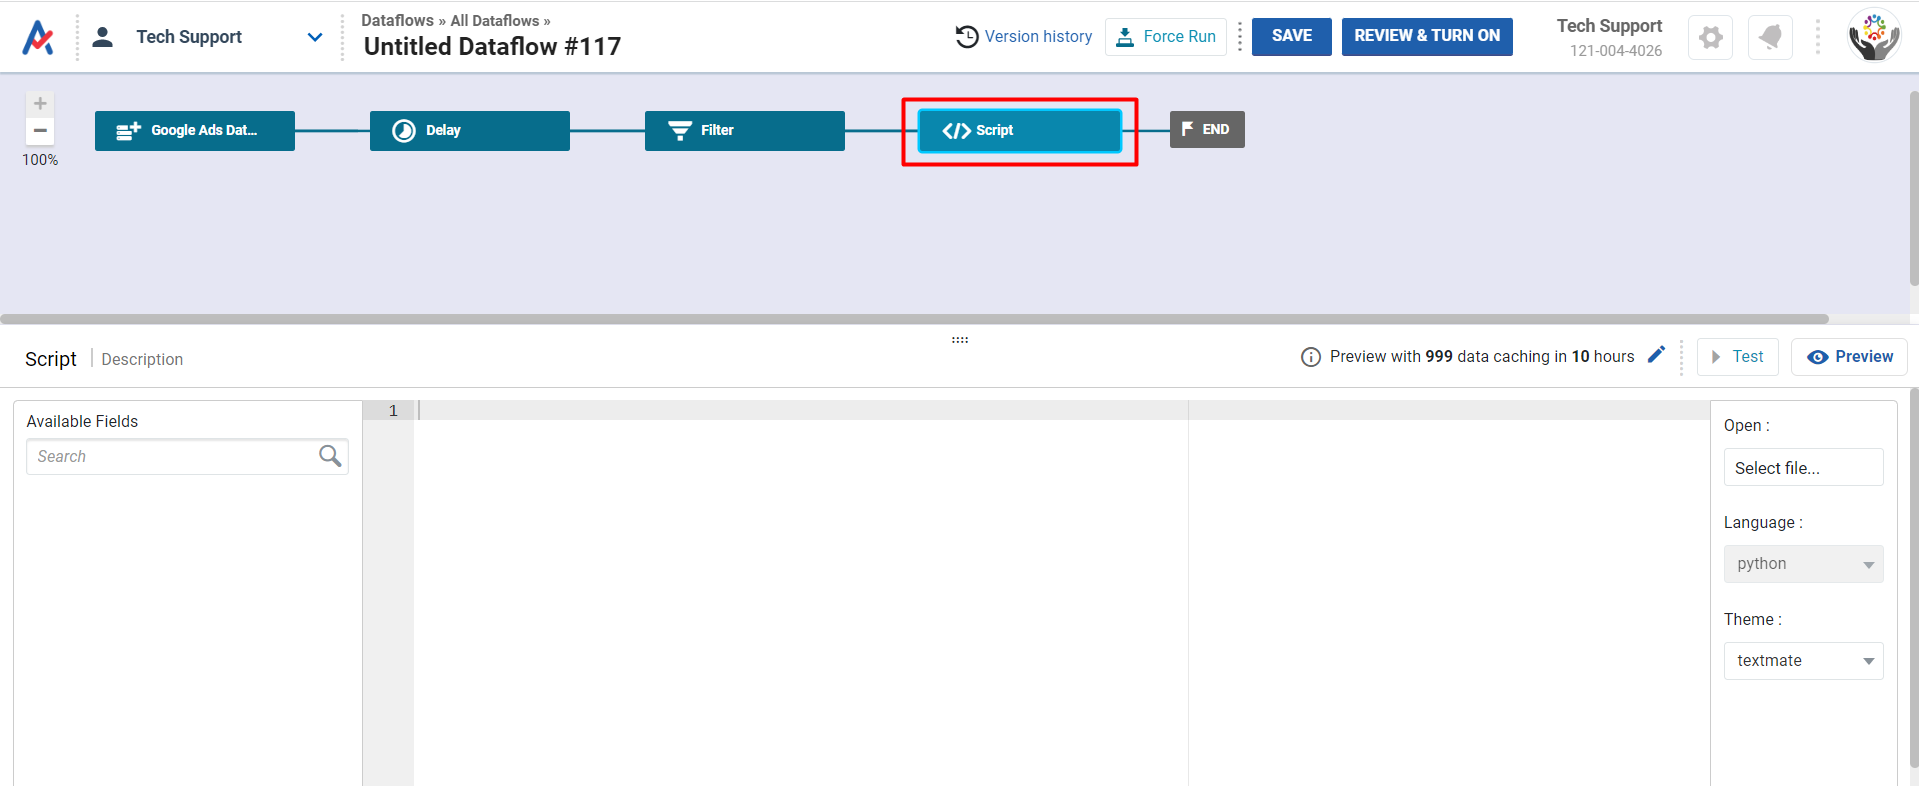 Tech Support
Dataflows » All Dataflows »
Untitled Dataflow #117
Version history
Force Run
SAVE
REVIEW & TURN ON
Tech Support
121-004-4026
+
−
100%
Google Ads Dat...
Delay
Filter
</> Script
END
Script
Description
Preview with 999 data caching in 10 hours
Test
Preview
Available Fields
Search
1
Open :
Select file...
Language :
python
Theme :
textmate